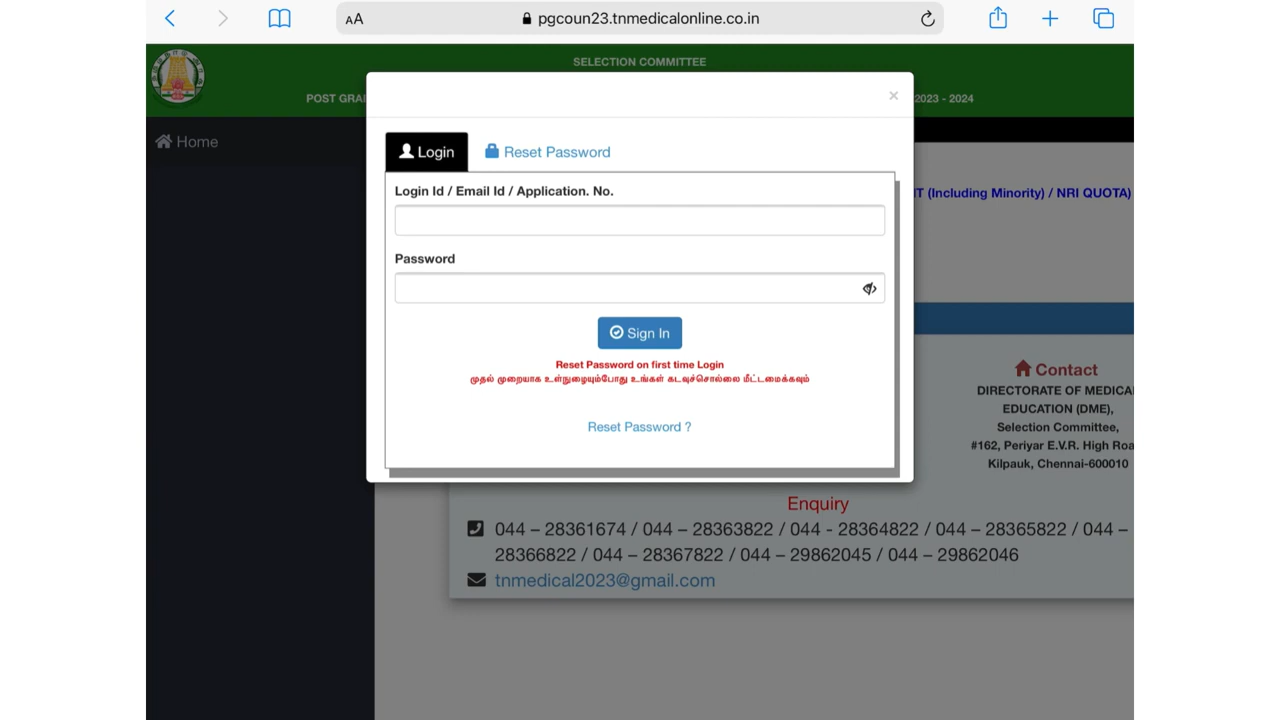 AA
pgcoun23.tnmedicalonline.co.in
SELECTION COMMITTEE
POST GRA
2023 - 2024
×
Home
Login
Reset Password
Login Id / Email Id / Application. No.
(Including Minority) / NRI QUOTA)
Password
Sign In
Reset Password on first time Login
முதல் முறையாக உள்நுழையும்போது உங்கள் கடவுச்சொல்லை மீட்டமைக்கவும்
Reset Password ?
Contact
DIRECTORATE OF MEDICA
EDUCATION (DME),
Selection Committee,
#162, Periyar E.V.R. High Roa
Kilpauk, Chennai-600010
Enquiry
044 – 28361674 / 044 – 28363822 / 044 - 28364822 / 044 – 28365822 / 044 –
28366822 / 044 – 28367822 / 044 – 29862045 / 044 – 29862046
tnmedical2023@gmail.com